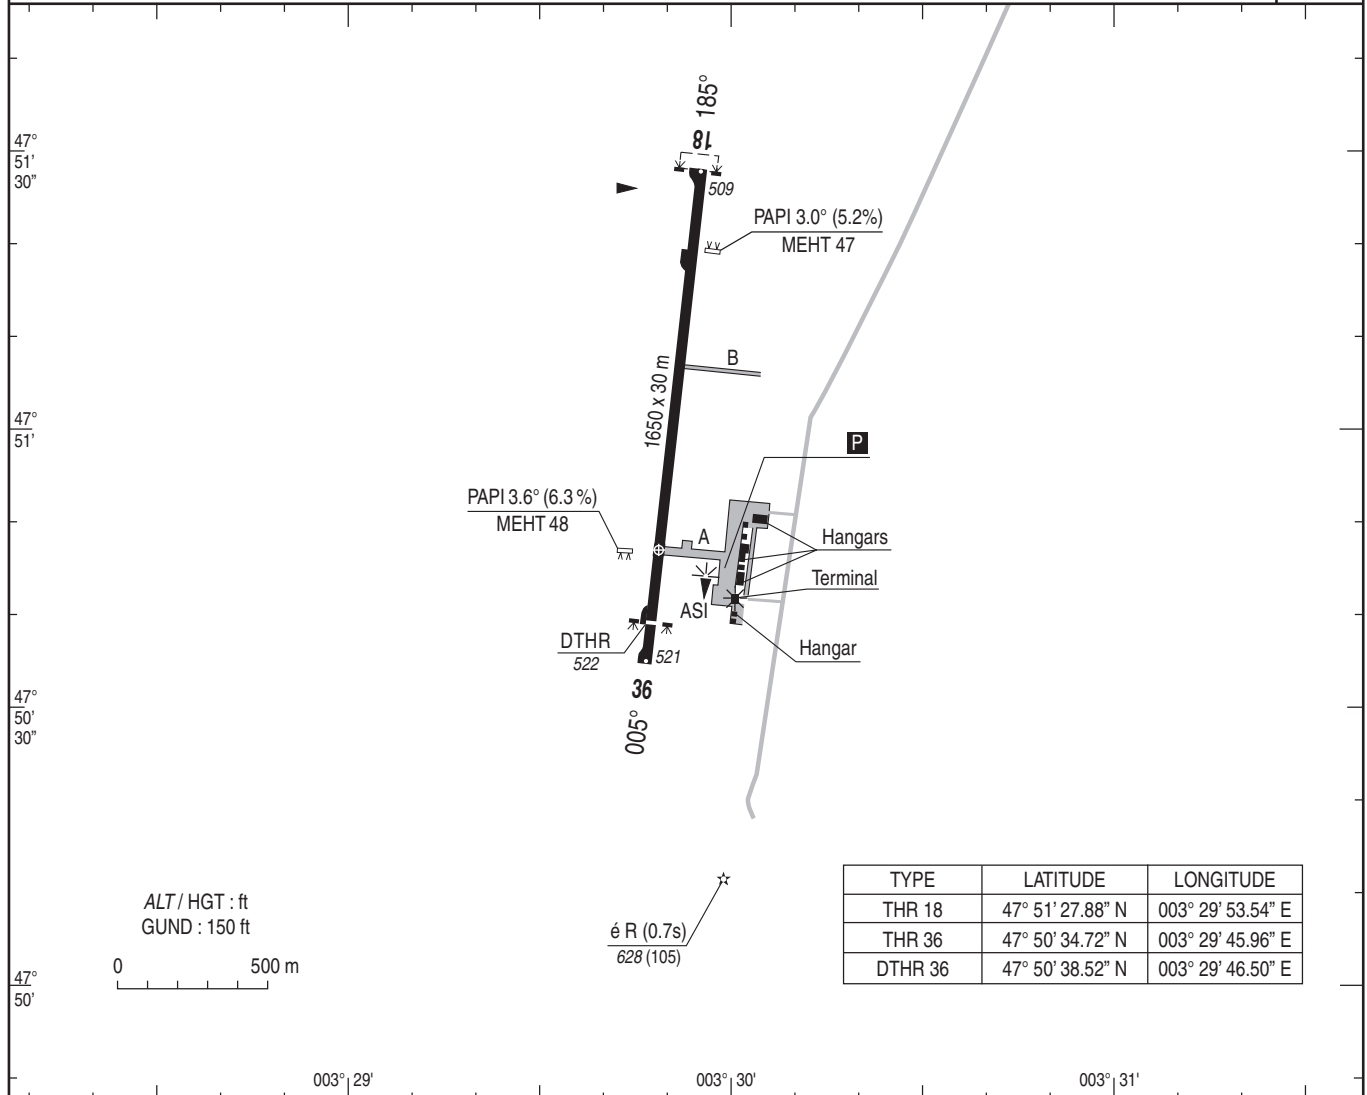 185°
18
47°
51'
30"
509
PAPI 3.0° (5.2%)
MEHT 47
B
1650 x 30 m
47°
51'
P
PAPI 3.6° (6.3 %)
MEHT 48
A
Hangars
Terminal
ASI
DTHR
522
521
Hangar
36
47°
50'
30"
005°
TYPE LATITUDE LONGITUDE
THR 18 47° 51' 27.88" N 003° 29' 53.54" E
THR 36 47° 50' 34.72" N 003° 29' 45.96" E
DTHR 36 47° 50' 38.52" N 003° 29' 46.50" E
ALT / HGT : ft
GUND : 150 ft
é R (0.7s)
628 (105)
0 500 m
47°
50'
003° 29' 003° 30' 003° 31'